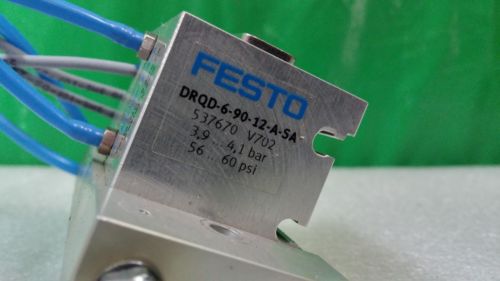 FESTO
DRQD-6-90-12-A-SA
537670 V702
3,9 ... 4,1 bar
56 60 psi